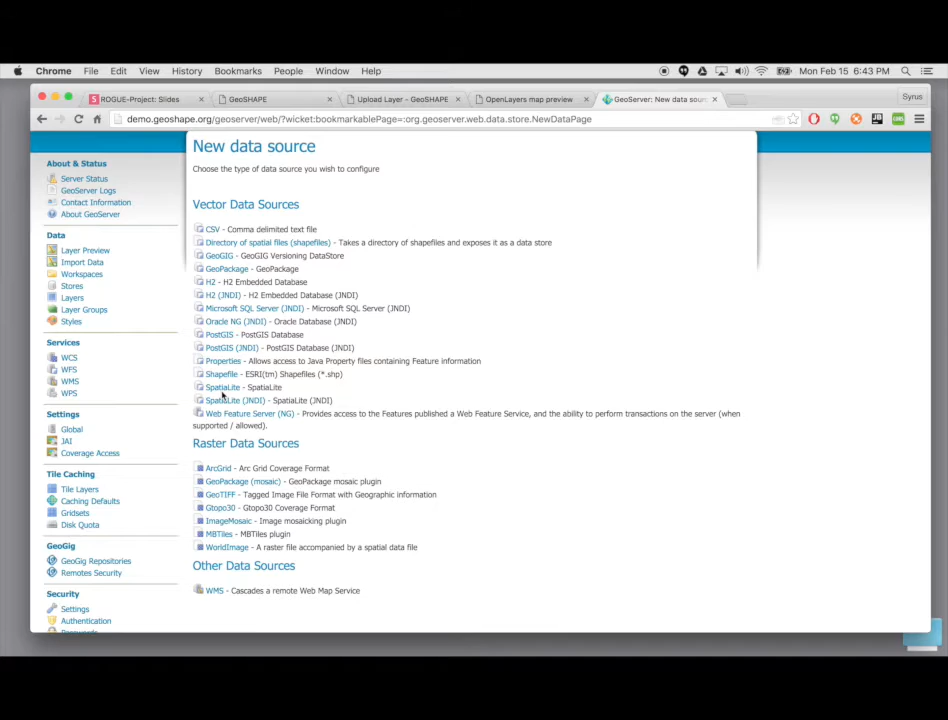 Chrome File Edit View History Bookmarks People Window Help Mon Feb 15 6:43 PM
ROGUE-Project: Slides × GeoSHAPE × Upload Layer - GeoSHAPE × OpenLayers map preview × GeoServer: New data sour × Syrus
demo.geoshape.org/geoserver/web/?wicket:bookmarkablePage=:org.geoserver.web.data.store.NewDataPage
About & Status
Server Status
GeoServer Logs
Contact Information
About GeoServer
Data
Layer Preview
Import Data
Workspaces
Stores
Layers
Layer Groups
Styles
Services
WCS
WFS
WMS
WPS
Settings
Global
JAI
Coverage Access
Tile Caching
Tile Layers
Caching Defaults
Gridsets
Disk Quota
GeoGig
GeoGig Repositories
Remotes Security
Security
Settings
Authentication
Passwords
New data source
Choose the type of data source you wish to configure
Vector Data Sources
CSV - Comma delimited text file
Directory of spatial files (shapefiles) - Takes a directory of shapefiles and exposes it as a data store
GeoGIG - GeoGIG Versioning DataStore
GeoPackage - GeoPackage
H2 - H2 Embedded Database
H2 (JNDI) - H2 Embedded Database (JNDI)
Microsoft SQL Server (JNDI) - Microsoft SQL Server (JNDI)
Oracle NG (JNDI) - Oracle Database (JNDI)
PostGIS - PostGIS Database
PostGIS (JNDI) - PostGIS Database (JNDI)
Properties - Allows access to Java Property files containing Feature information
Shapefile - ESRI(tm) Shapefiles (*.shp)
SpatiaLite - SpatiaLite
SpatiaLite (JNDI) - SpatiaLite (JNDI)
Web Feature Server (NG) - Provides access to the Features published a Web Feature Service, and the ability to perform transactions on the server (when
supported / allowed).
Raster Data Sources
ArcGrid - Arc Grid Coverage Format
GeoPackage (mosaic) - GeoPackage mosaic plugin
GeoTIFF - Tagged Image File Format with Geographic information
Gtopo30 - Gtopo30 Coverage Format
ImageMosaic - Image mosaicking plugin
MBTiles - MBTiles plugin
WorldImage - A raster file accompanied by a spatial data file
Other Data Sources
WMS - Cascades a remote Web Map Service